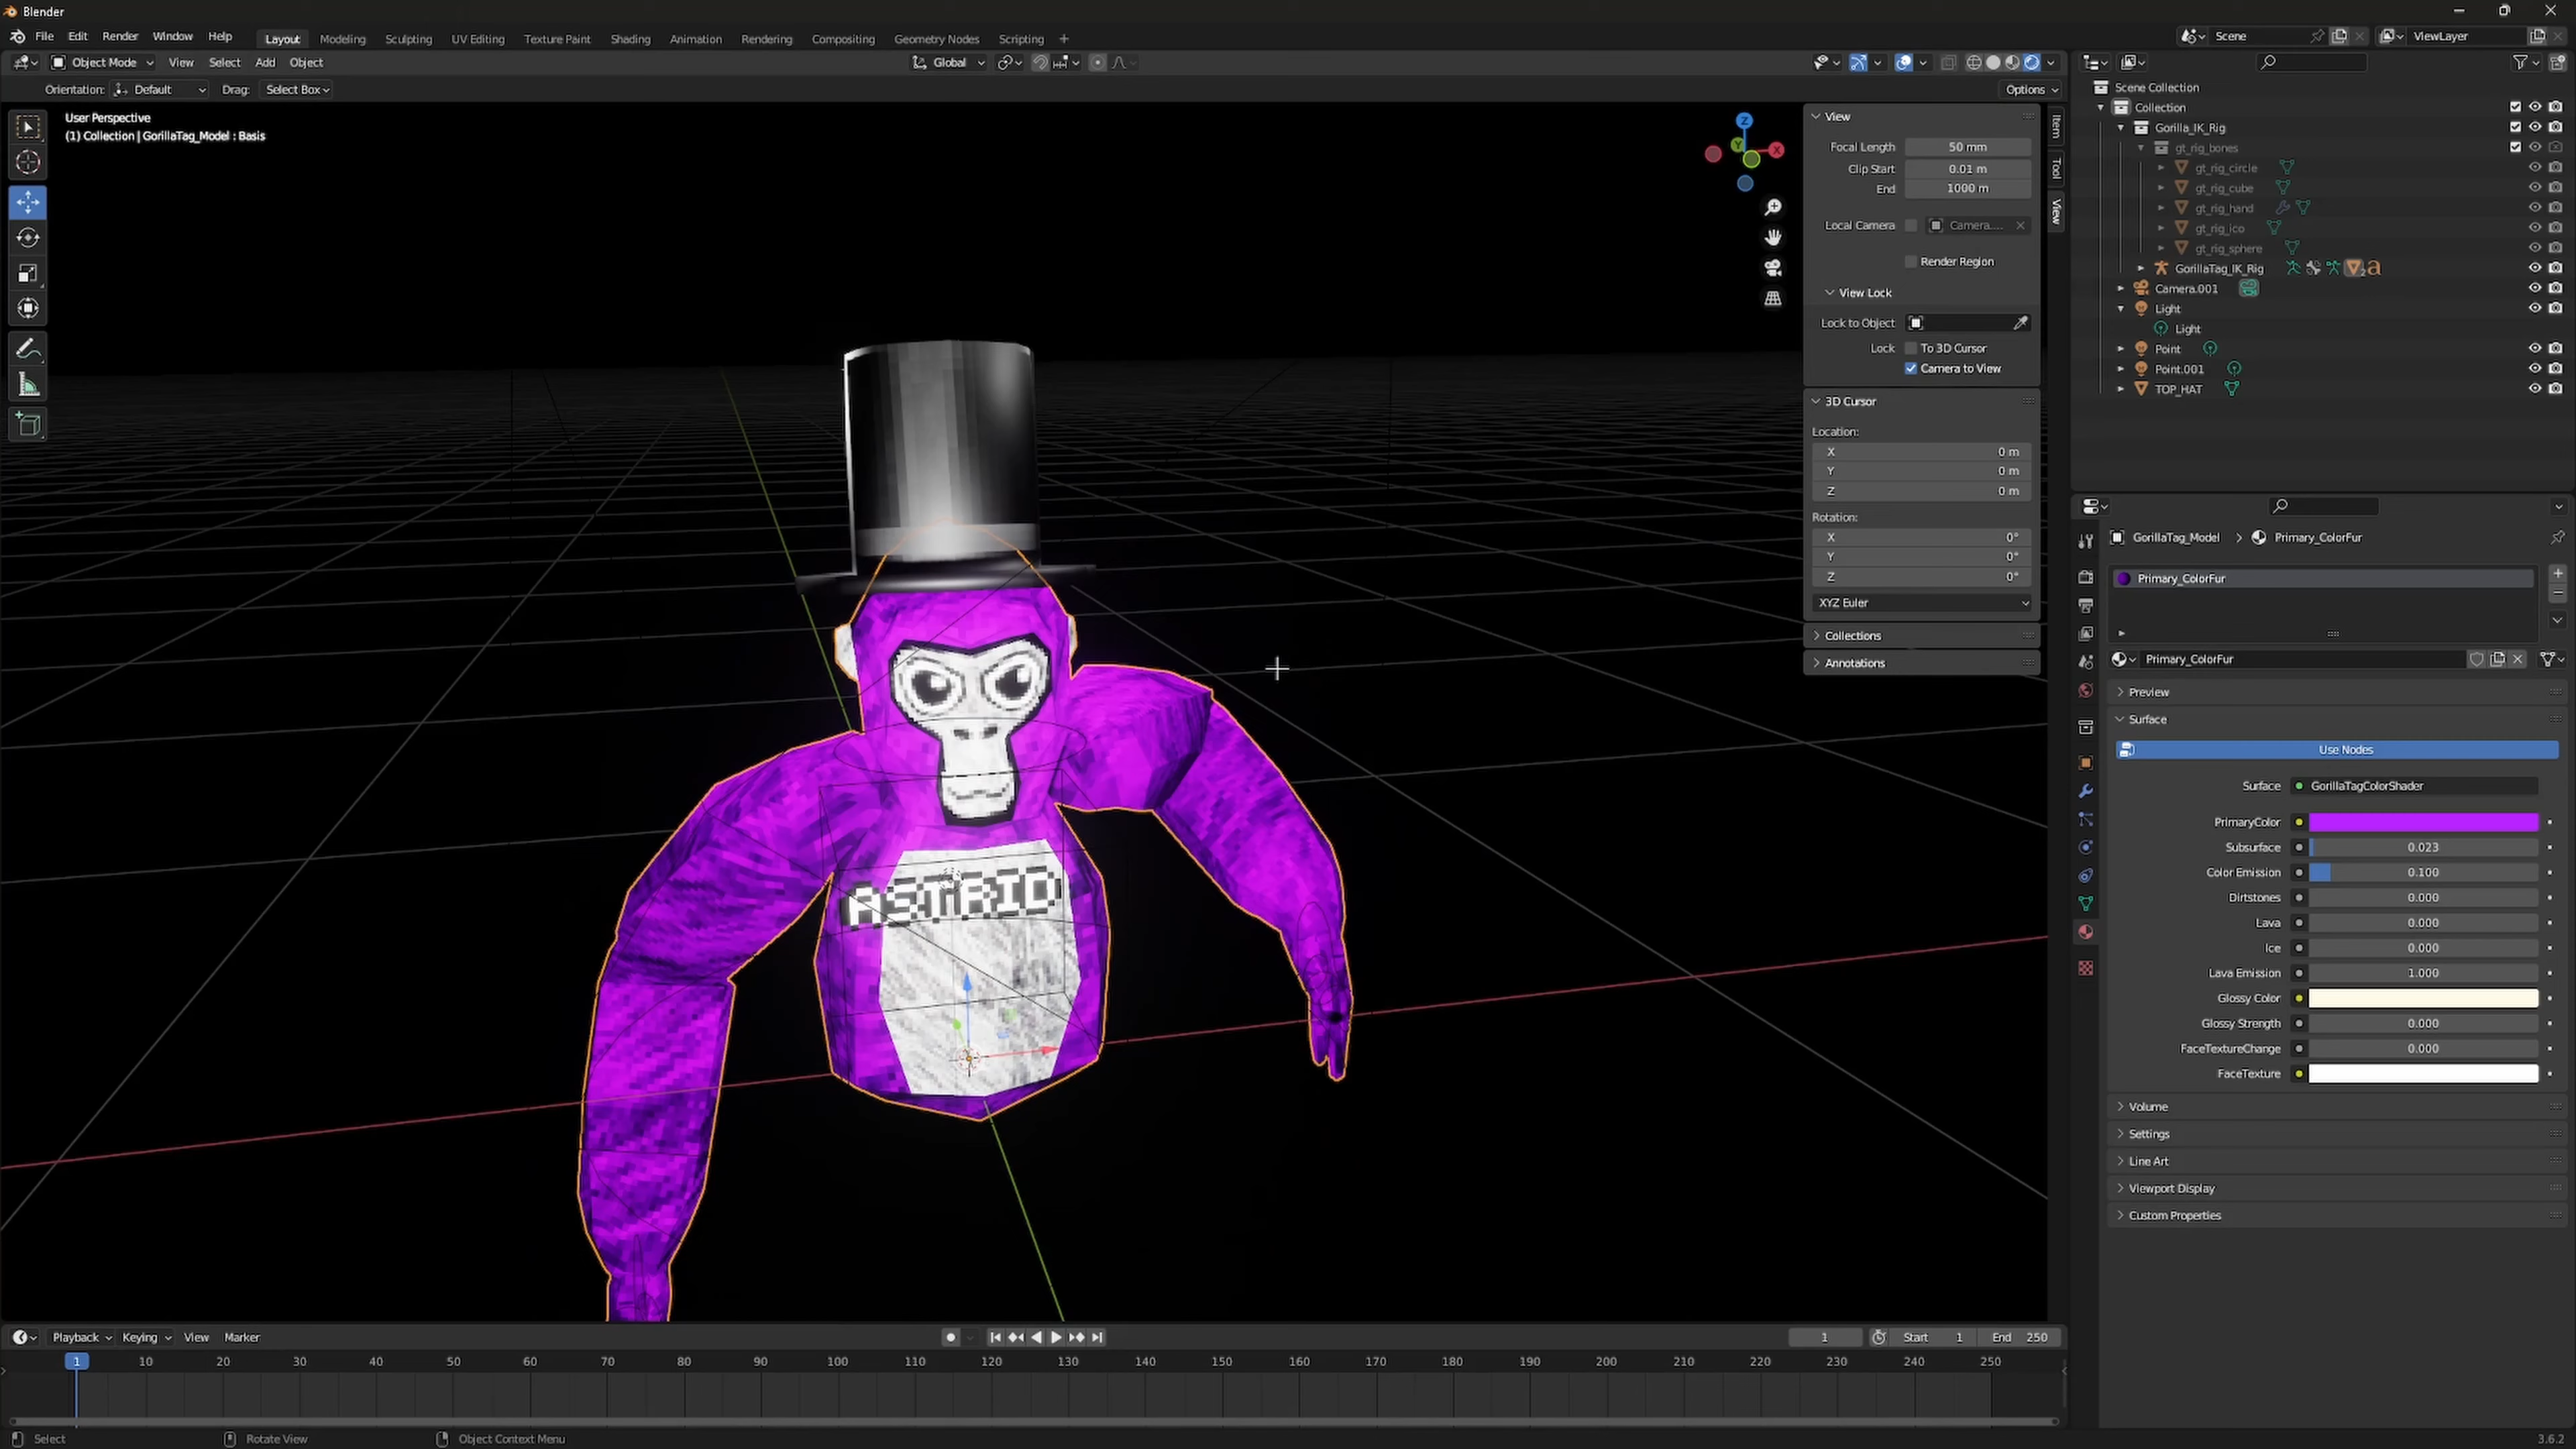 Blender
File Edit Render Window Help Layout Modeling Sculpting UV Editing Texture Paint Shading Animation Rendering Compositing Geometry Nodes Scripting + Scene ViewLayer
Object Mode View Select Add Object Global
Orientation: Default Drag: Select Box Options
User Perspective
(1) Collection | GorillaTag_Model : Basis
Z
Y
X
ASTRID
View
Focal Length 50 mm
Clip Start 0.01 m
End 1000 m
Local Camera Camera....
Render Region
View Lock
Lock to Object
Lock To 3D Cursor
Camera to View
3D Cursor
Location:
X 0 m
Y 0 m
Z 0 m
Rotation:
X 0°
Y 0°
Z 0°
XYZ Euler
Collections
Annotations
Item
Tool
View
Scene Collection
Collection
Gorilla_IK_Rig
gt_rig_bones
gt_rig_circle
gt_rig_cube
gt_rig_hand
gt_rig_ico
gt_rig_sphere
GorillaTag_IK_Rig 2 a
Camera.001
Light
Light
Point
Point.001
TOP_HAT
GorillaTag_Model > Primary_ColorFur
Primary_ColorFur
Primary_ColorFur
Preview
Surface
Use Nodes
Surface GorillaTagColorShader
PrimaryColor
Subsurface 0.023
Color Emission 0.100
Dirtstones 0.000
Lava 0.000
Ice 0.000
Lava Emission 1.000
Glossy Color
Glossy Strength 0.000
FaceTextureChange 0.000
FaceTexture
Volume
Settings
Line Art
Viewport Display
Custom Properties
Playback Keying View Marker 1 Start 1 End 250
1 10 20 30 40 50 60 70 80 90 100 110 120 130 140 150 160 170 180 190 200 210 220 230 240 250
Select Rotate View Object Context Menu 3.6.2